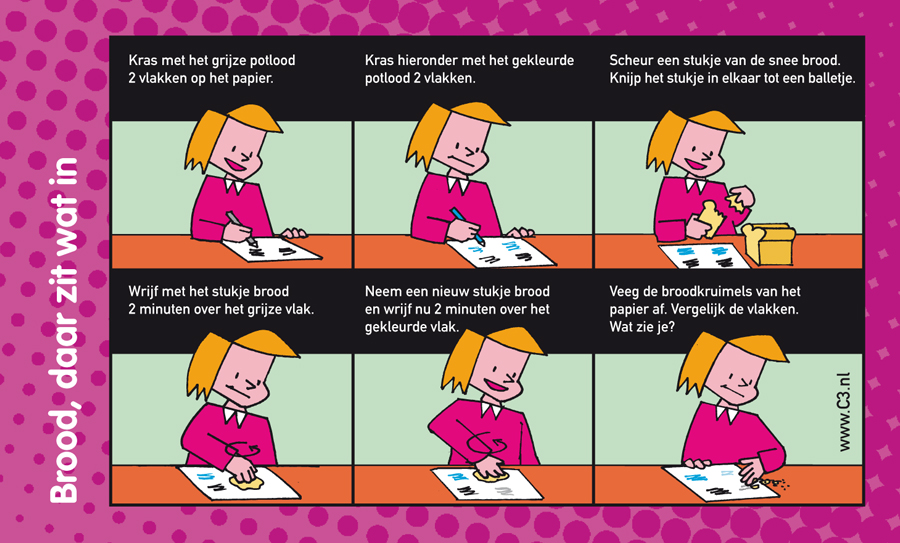 Brood, daar zit wat in
Kras met het grijze potlood
2 vlakken op het papier.
Kras hieronder met het gekleurde
potlood 2 vlakken.
Scheur een stukje van de snee brood.
Knijp het stukje in elkaar tot een balletje.
Wrijf met het stukje brood
2 minuten over het grijze vlak.
Neem een nieuw stukje brood
en wrijf nu 2 minuten over het
gekleurde vlak.
Veeg de broodkruimels van het
papier af. Vergelijk de vlakken.
Wat zie je?
www.C3.nl